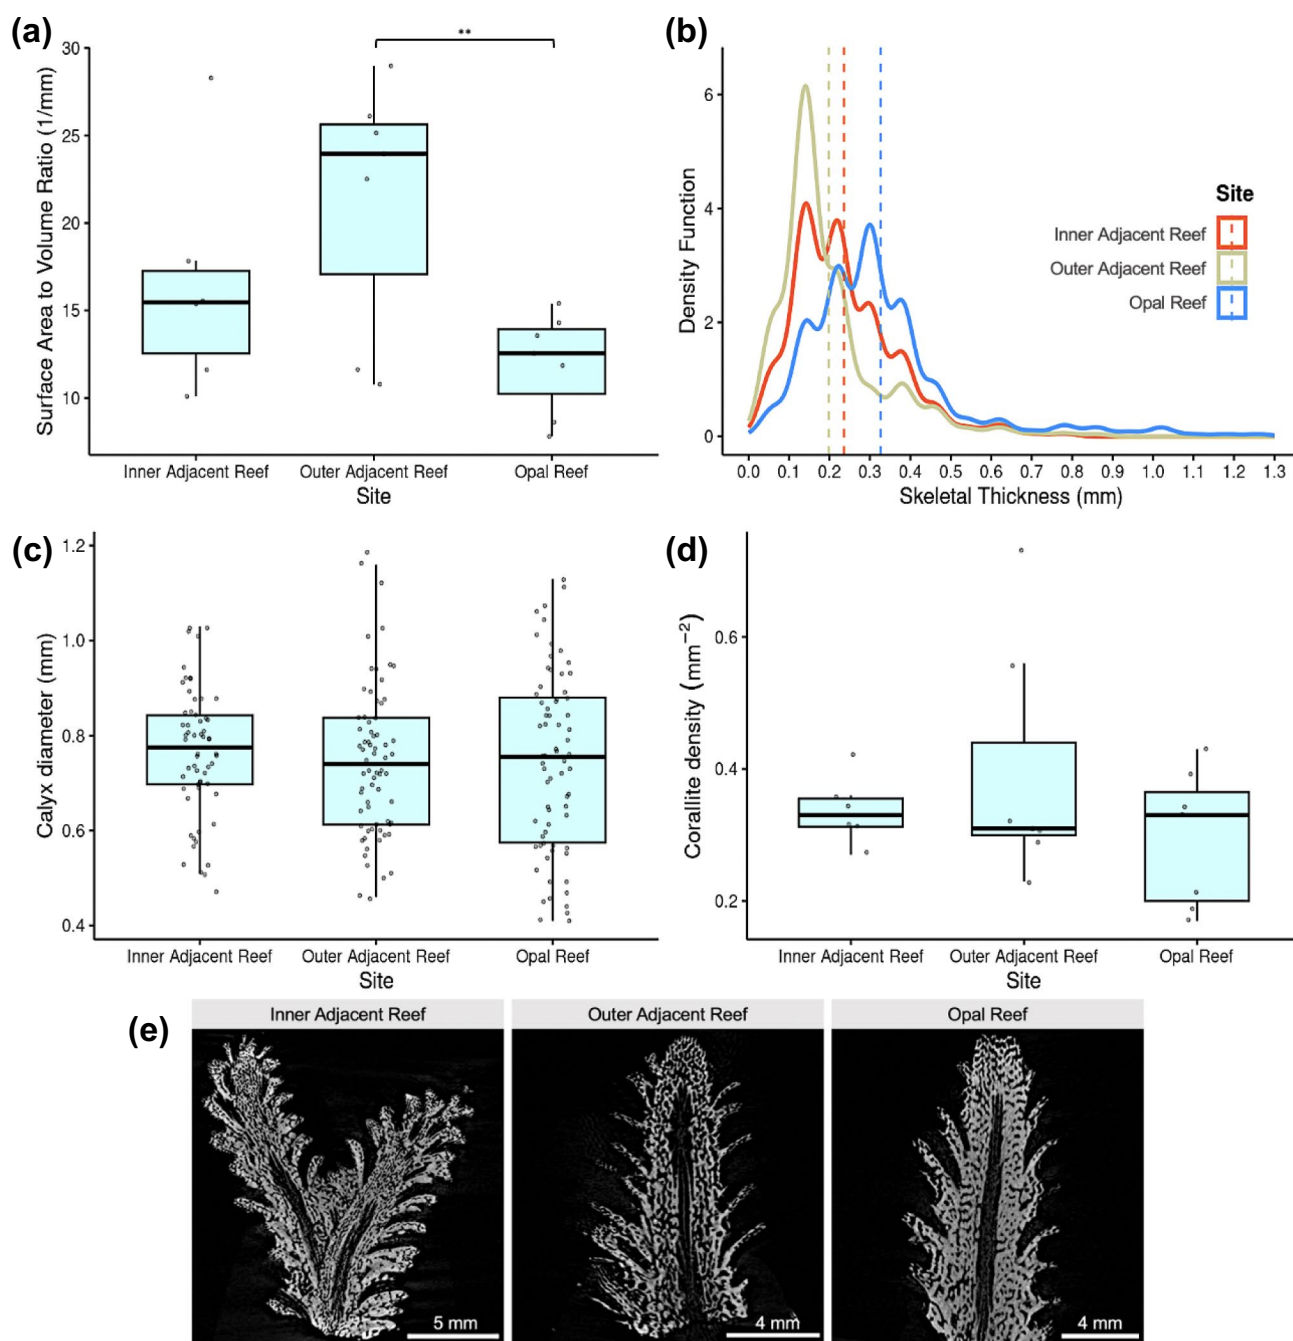 (a)
**
Surface Area to Volume Ratio (1/mm)
30
25
20
15
10
Inner Adjacent Reef Outer Adjacent Reef Opal Reef
Site
(b)
Density Function
6
4
2
0
Site
Inner Adjacent Reef
Outer Adjacent Reef
Opal Reef
0.0 0.1 0.2 0.3 0.4 0.5 0.6 0.7 0.8 0.9 1.0 1.1 1.2 1.3
Skeletal Thickness (mm)
(c)
Calyx diameter (mm)
1.2
1.0
0.8
0.6
0.4
Inner Adjacent Reef Outer Adjacent Reef Opal Reef
Site
(d)
Corallite density (mm⁻²)
0.6
0.4
0.2
Inner Adjacent Reef Outer Adjacent Reef Opal Reef
Site
(e)
Inner Adjacent Reef Outer Adjacent Reef Opal Reef
5 mm 4 mm 4 mm